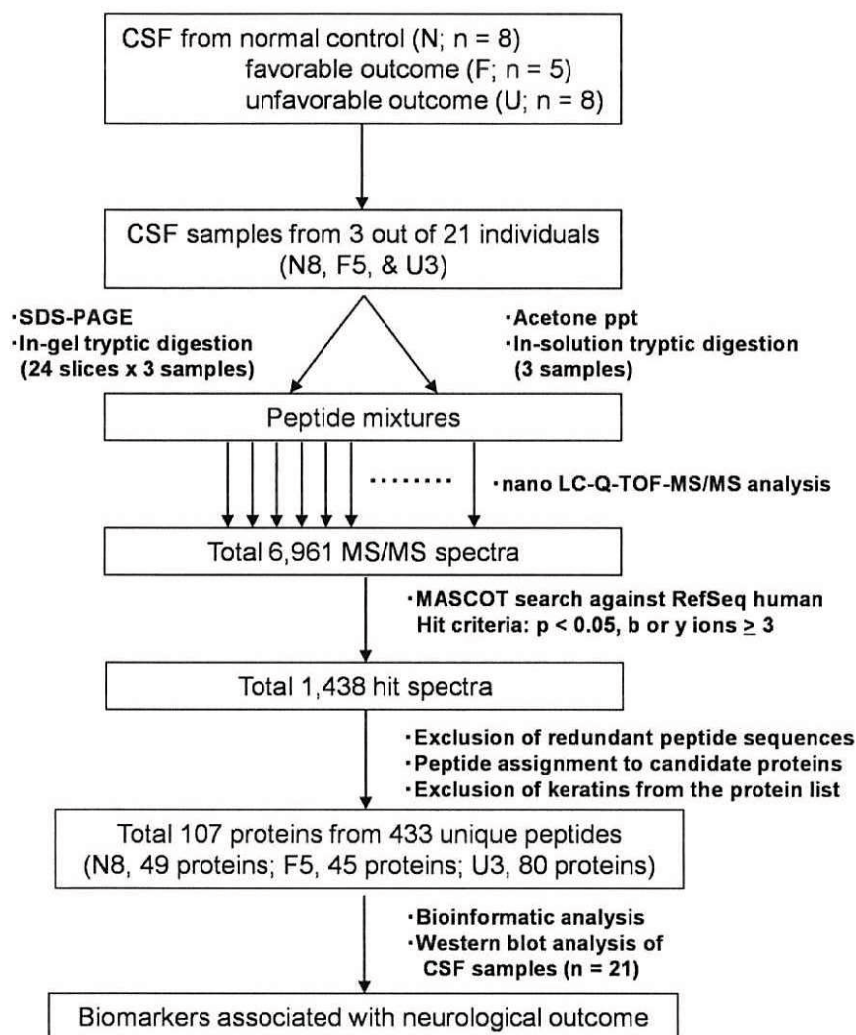 CSF from normal control (N; n = 8)
favorable outcome (F; n = 5)
unfavorable outcome (U; n = 8)
CSF samples from 3 out of 21 individuals
(N8, F5, & U3)
·SDS-PAGE
·In-gel tryptic digestion
(24 slices x 3 samples)
·Acetone ppt
·In-solution tryptic digestion
(3 samples)
Peptide mixtures
········
·nano LC-Q-TOF-MS/MS analysis
Total 6,961 MS/MS spectra
·MASCOT search against RefSeq human
Hit criteria: p < 0.05, b or y ions ≥ 3
Total 1,438 hit spectra
·Exclusion of redundant peptide sequences
·Peptide assignment to candidate proteins
·Exclusion of keratins from the protein list
Total 107 proteins from 433 unique peptides
(N8, 49 proteins; F5, 45 proteins; U3, 80 proteins)
·Bioinformatic analysis
·Western blot analysis of
CSF samples (n = 21)
Biomarkers associated with neurological outcome